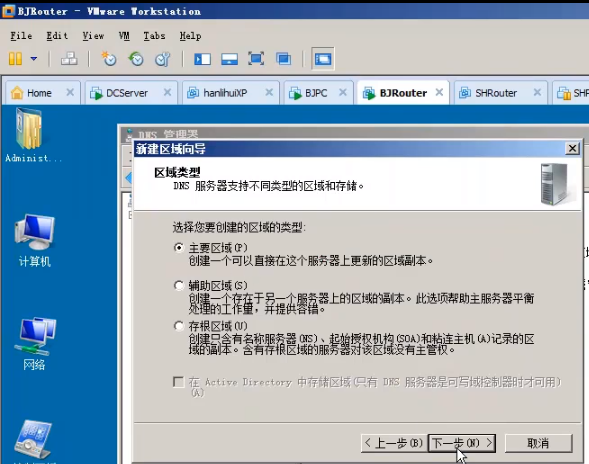 BJRouter - VMware Workstation
File Edit View VM Tabs Help
Home DCServer hanlihuiXP BJPC BJRouter SHRouter SHR
Administ...
DNS 管理器
新建区域向导
区域类型
DNS 服务器支持不同类型的区域和存储。
选择您要创建的区域的类型:
主要区域(P)
创建一个可以直接在这个服务器上更新的区域副本。
辅助区域(S)
创建一个存在于另一个服务器上的区域的副本。此选项帮助主服务器平衡
处理的工作量，并提供容错。
存根区域(U)
创建只含有名称服务器(NS)、起始授权机构(SOA)和粘连主机(A)记录的区
域的副本。含有存根区域的服务器对该区域没有主管权。
在 Active Directory 中存储区域(只有 DNS 服务器是可写域控制器时才可用)
(A)
< 上一步(B) 下一步(N) > 取消
计算机
网络